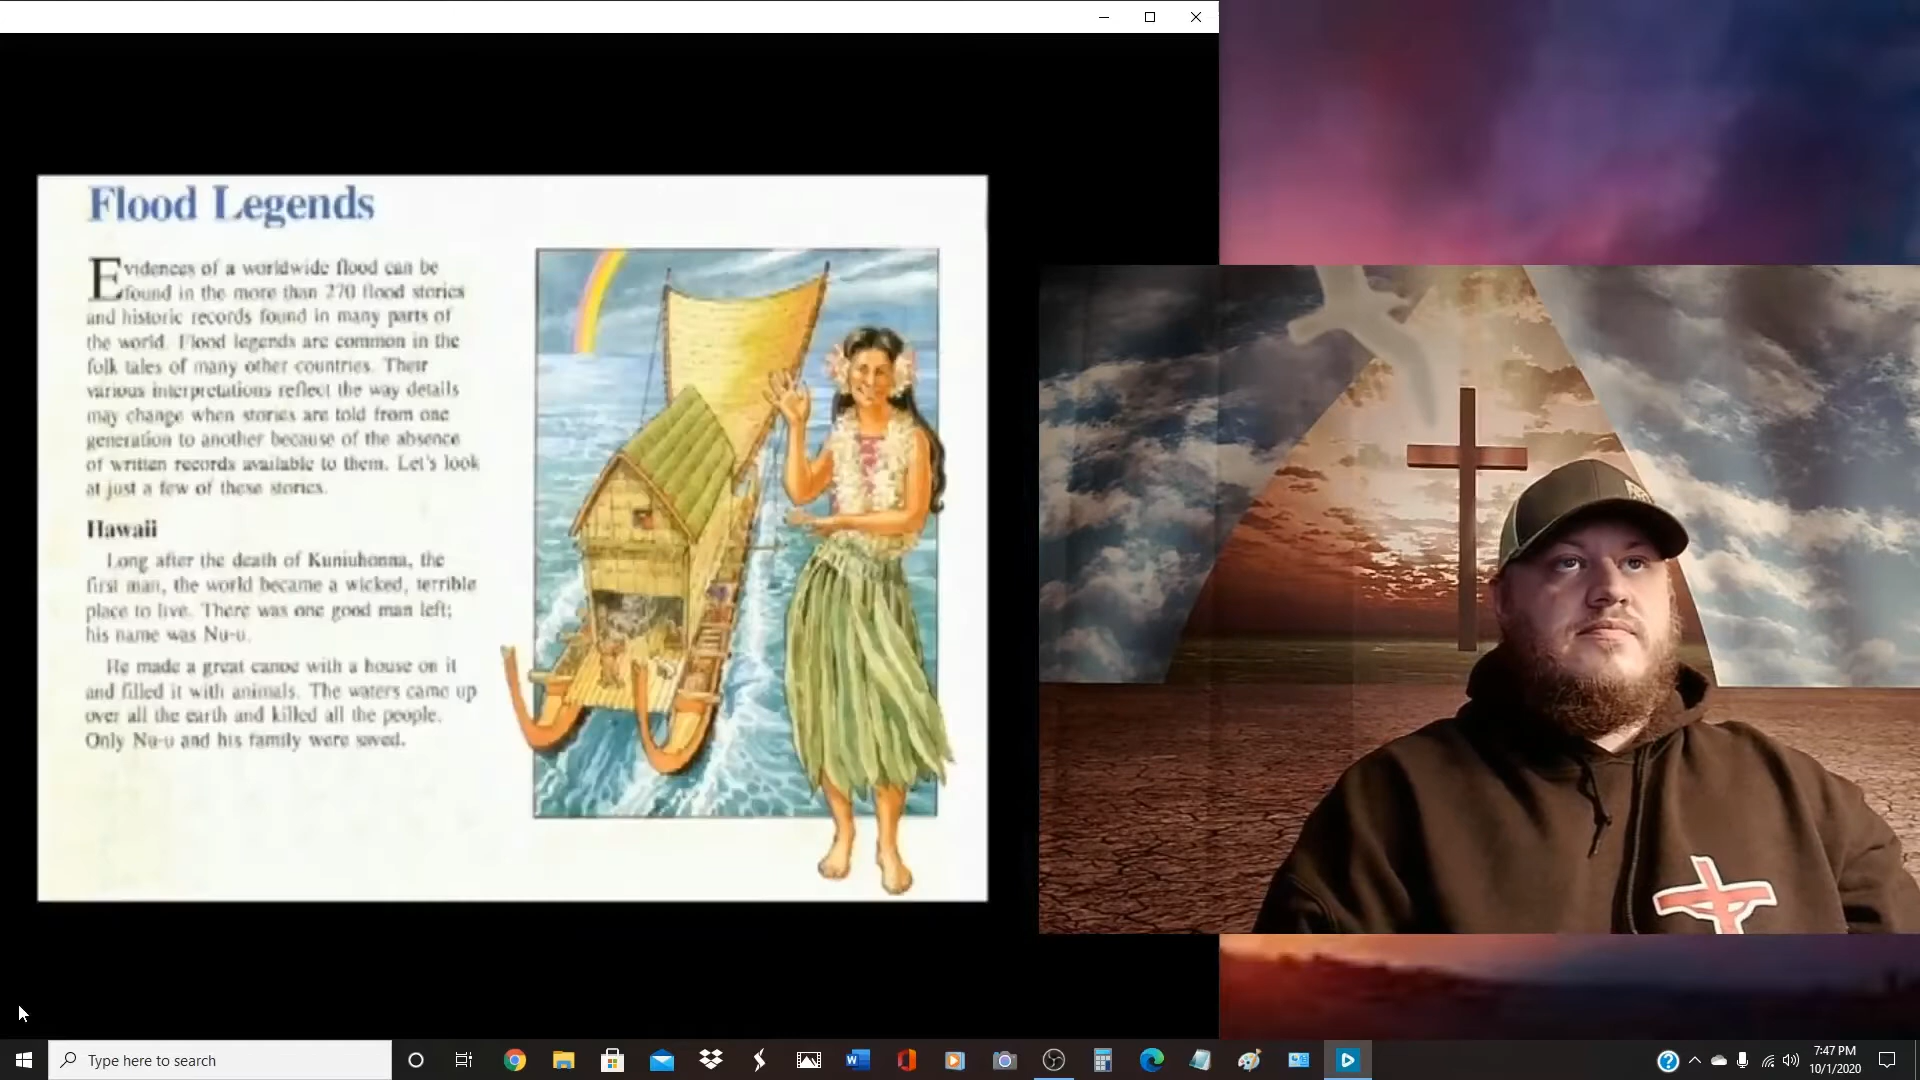 Flood Legends
Evidences of a worldwide flood can be
found in the more than 270 flood stories
and historic records found in many parts of
the world. Flood legends are common in the
folk tales of many other countries. Their
various interpretations reflect the way details
may change when stories are told from one
generation to another because of the absence
of written records available to them. Let's look
at just a few of these stories.
Hawaii
Long after the death of Kuniuhonna, the
first man, the world became a wicked, terrible
place to live. There was one good man left;
his name was Nu-u.
He made a great canoe with a house on it
and filled it with animals. The waters came up
over all the earth and killed all the people.
Only Nu-u and his family were saved.
Type here to search
7:47 PM
10/1/2020